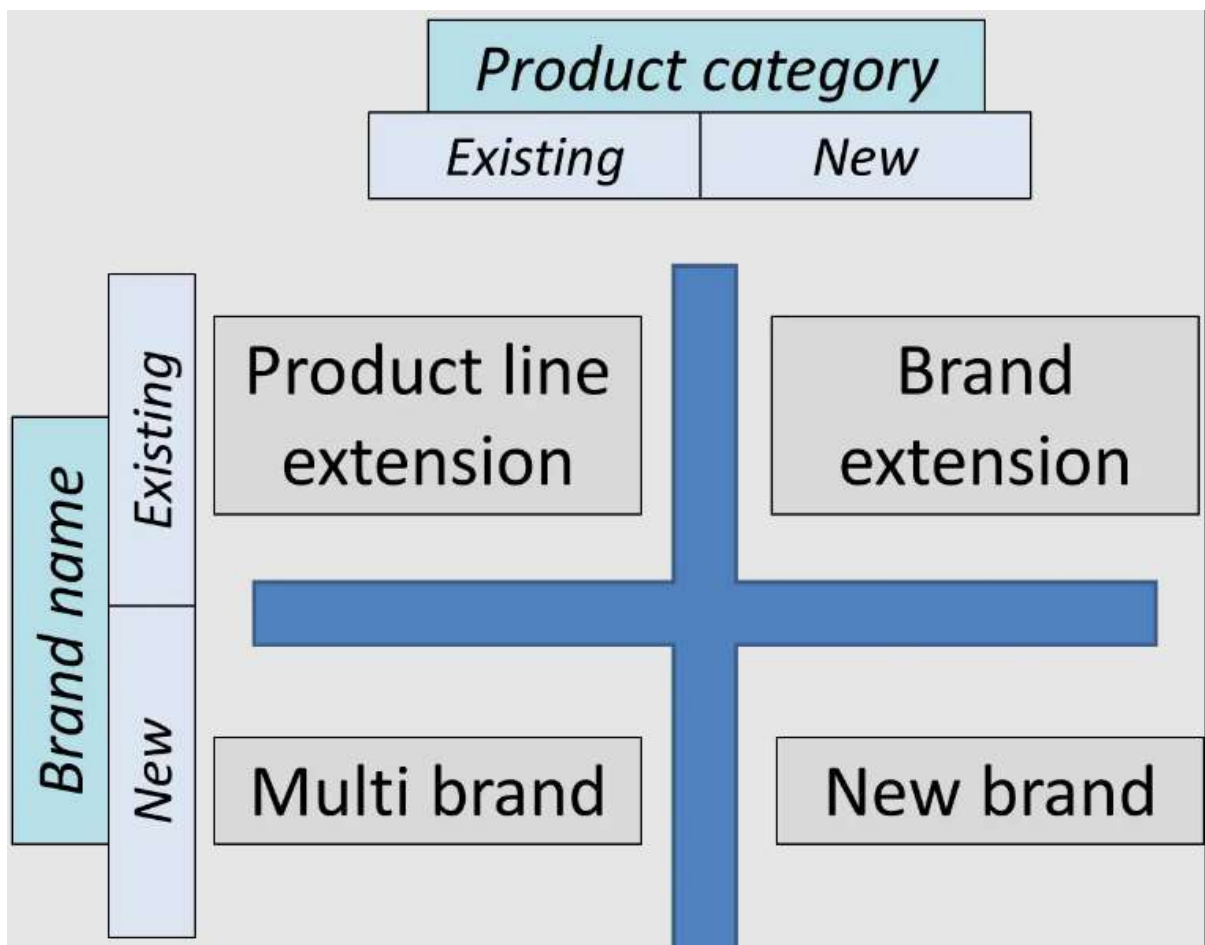 Product category
Existing
New
Brand name
Existing
New
Product line
extension
Brand
extension
Multi brand
New brand